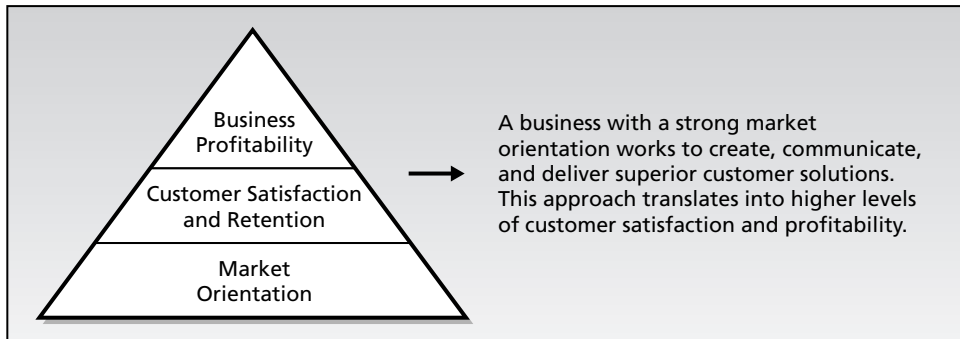 Business
Profitability
Customer Satisfaction
and Retention
Market
Orientation
A business with a strong market
orientation works to create, communicate,
and deliver superior customer solutions.
This approach translates into higher levels
of customer satisfaction and profitability.